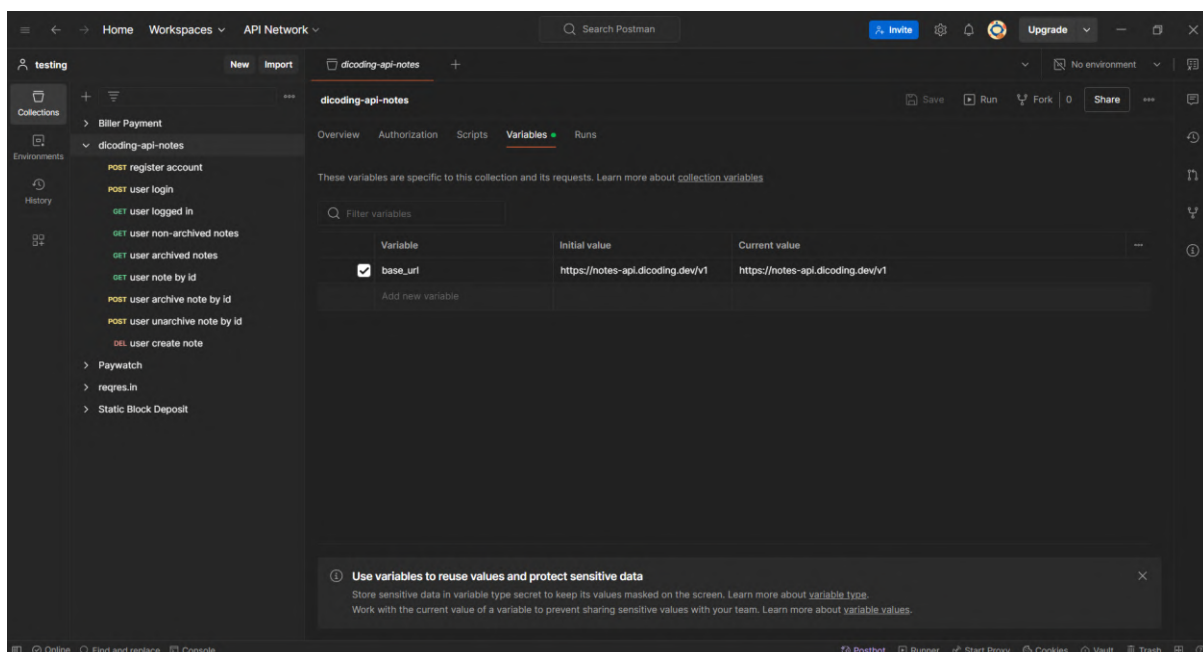 Home Workspaces API Network Search Postman Invite Upgrade
testing New Import dicoding-api-notes No environment
Collections
Environments
History
Biller Payment
dicoding-api-notes
POST register account
POST user login
GET user logged in
GET user non-archived notes
GET user archived notes
GET user note by id
POST user archive note by id
POST user unarchive note by id
DEL user create note
Paywatch
reqres.in
Static Block Deposit
dicoding-api-notes Save Run Fork 0 Share
Overview Authorization Scripts Variables Runs
These variables are specific to this collection and its requests. Learn more about collection variables
Filter variables
Variable Initial value Current value
base_url https://notes-api.dicoding.dev/v1 https://notes-api.dicoding.dev/v1
Add new variable
Use variables to reuse values and protect sensitive data
Store sensitive data in variable type secret to keep its values masked on the screen. Learn more about variable type.
Work with the current value of a variable to prevent sharing sensitive values with your team. Learn more about variable values.
Online Find and replace Console Postbot Runner Start Proxy Cookies Vault Trash